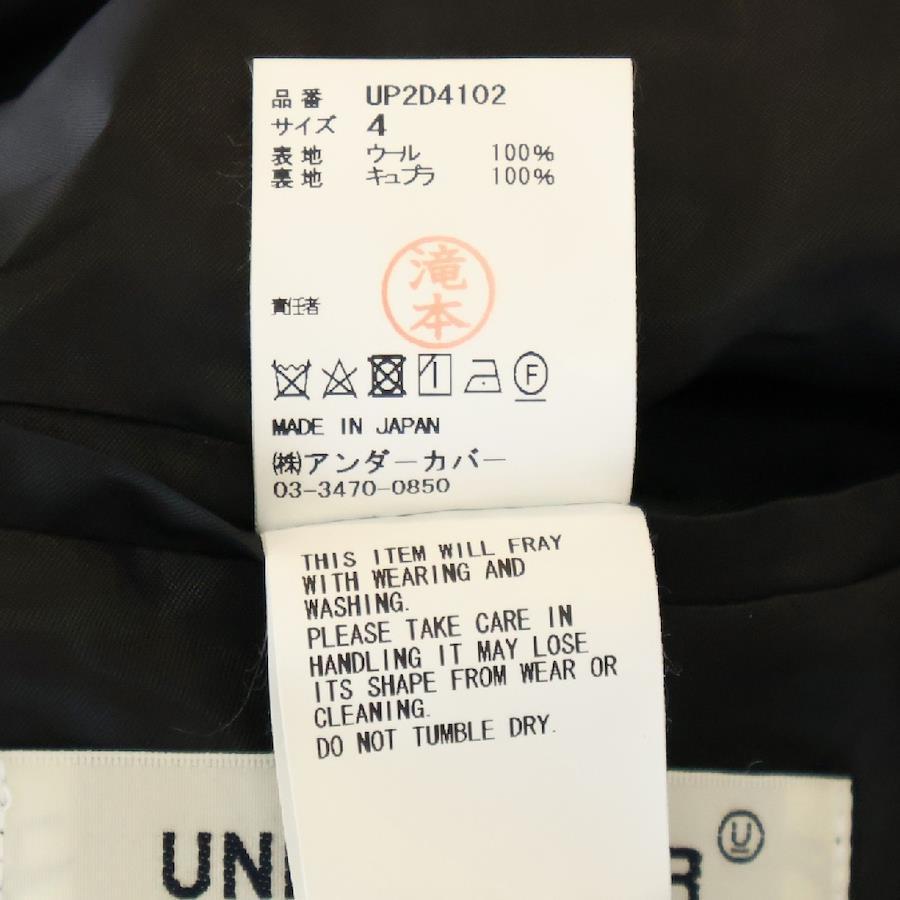 品番 UP2D4102
サイズ 4
表地 ウール 100%
裏地 キュプラ 100%
責任者 滝本
F
MADE IN JAPAN
㈱アンダーカバー
03-3470-0850
THIS ITEM WILL FRAY
WITH WEARING AND
WASHING.
PLEASE TAKE CARE IN
HANDLING IT MAY LOSE
ITS SHAPE FROM WEAR OR
CLEANING.
DO NOT TUMBLE DRY.
U